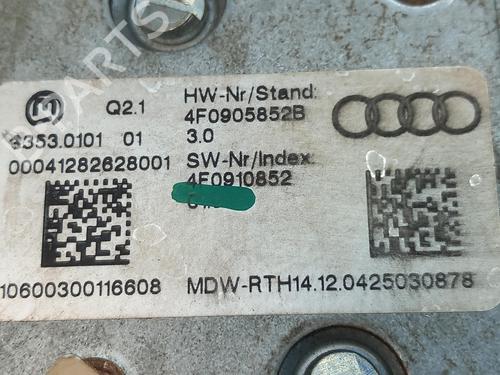 Q2.1
HW-Nr/Stand:
4F0905852B
6353.0101 01
3.0
00041282628001
SW-Nr/Index:
4F0910852
10600300116608
MDW-RTH14.12.0425030878